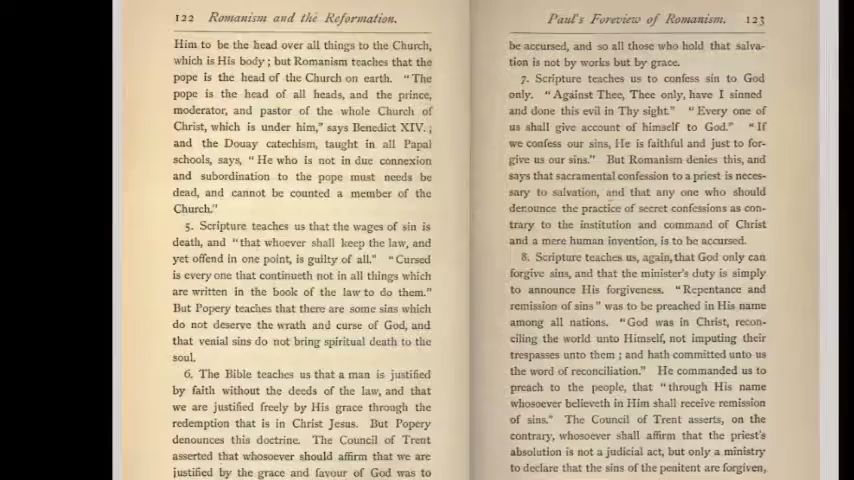 122 Romanism and the Reformation.
Him to be the head over all things to the Church,
which is His body ; but Romanism teaches that the
pope is the head of the Church on earth. “The
pope is the head of all heads, and the prince,
moderator, and pastor of the whole Church of
Christ, which is under him,” says Benedict XIV. ;
and the Douay catechism, taught in all Papal
schools, says, “ He who is not in due connexion
and subordination to the pope must needs be
dead, and cannot be counted a member of the
Church.”
5. Scripture teaches us that the wages of sin is
death, and “that whoever shall keep the law, and
yet offend in one point, is guilty of all.” “Cursed
is every one that continueth not in all things which
are written in the book of the law to do them.”
But Popery teaches that there are some sins which
do not deserve the wrath and curse of God, and
that venial sins do not bring spiritual death to the
soul.
6. The Bible teaches us that a man is justified
by faith without the deeds of the law, and that
we are justified freely by His grace through the
redemption that is in Christ Jesus. But Popery
denounces this doctrine. The Council of Trent
asserted that whosoever should affirm that we are
justified by the grace and favour of God was to
Paul's Foreview of Romanism. 123
be accursed, and so all those who hold that salva-
tion is not by works but by grace.
7. Scripture teaches us to confess sin to God
only. “Against Thee, Thee only, have I sinned
and done this evil in Thy sight.” “Every one of
us shall give account of himself to God.” “If
we confess our sins, He is faithful and just to for-
give us our sins.” But Romanism denies this, and
says that sacramental confession to a priest is neces-
sary to salvation, and that any one who should
denounce the practice of secret confessions as con-
trary to the institution and command of Christ
and a mere human invention, is to be accursed.
8. Scripture teaches us, again, that God only can
forgive sins, and that the minister's duty is simply
to announce His forgiveness. “Repentance and
remission of sins” was to be preached in His name
among all nations. “God was in Christ, recon-
ciling the world unto Himself, not imputing their
trespasses unto them ; and hath committed unto us
the word of reconciliation.” He commanded us to
preach to the people, that “through His name
whosoever believeth in Him shall receive remission
of sins.” The Council of Trent asserts, on the
contrary, whosoever shall affirm that the priest's
absolution is not a judicial act, but only a ministry
to declare that the sins of the penitent are forgiven,